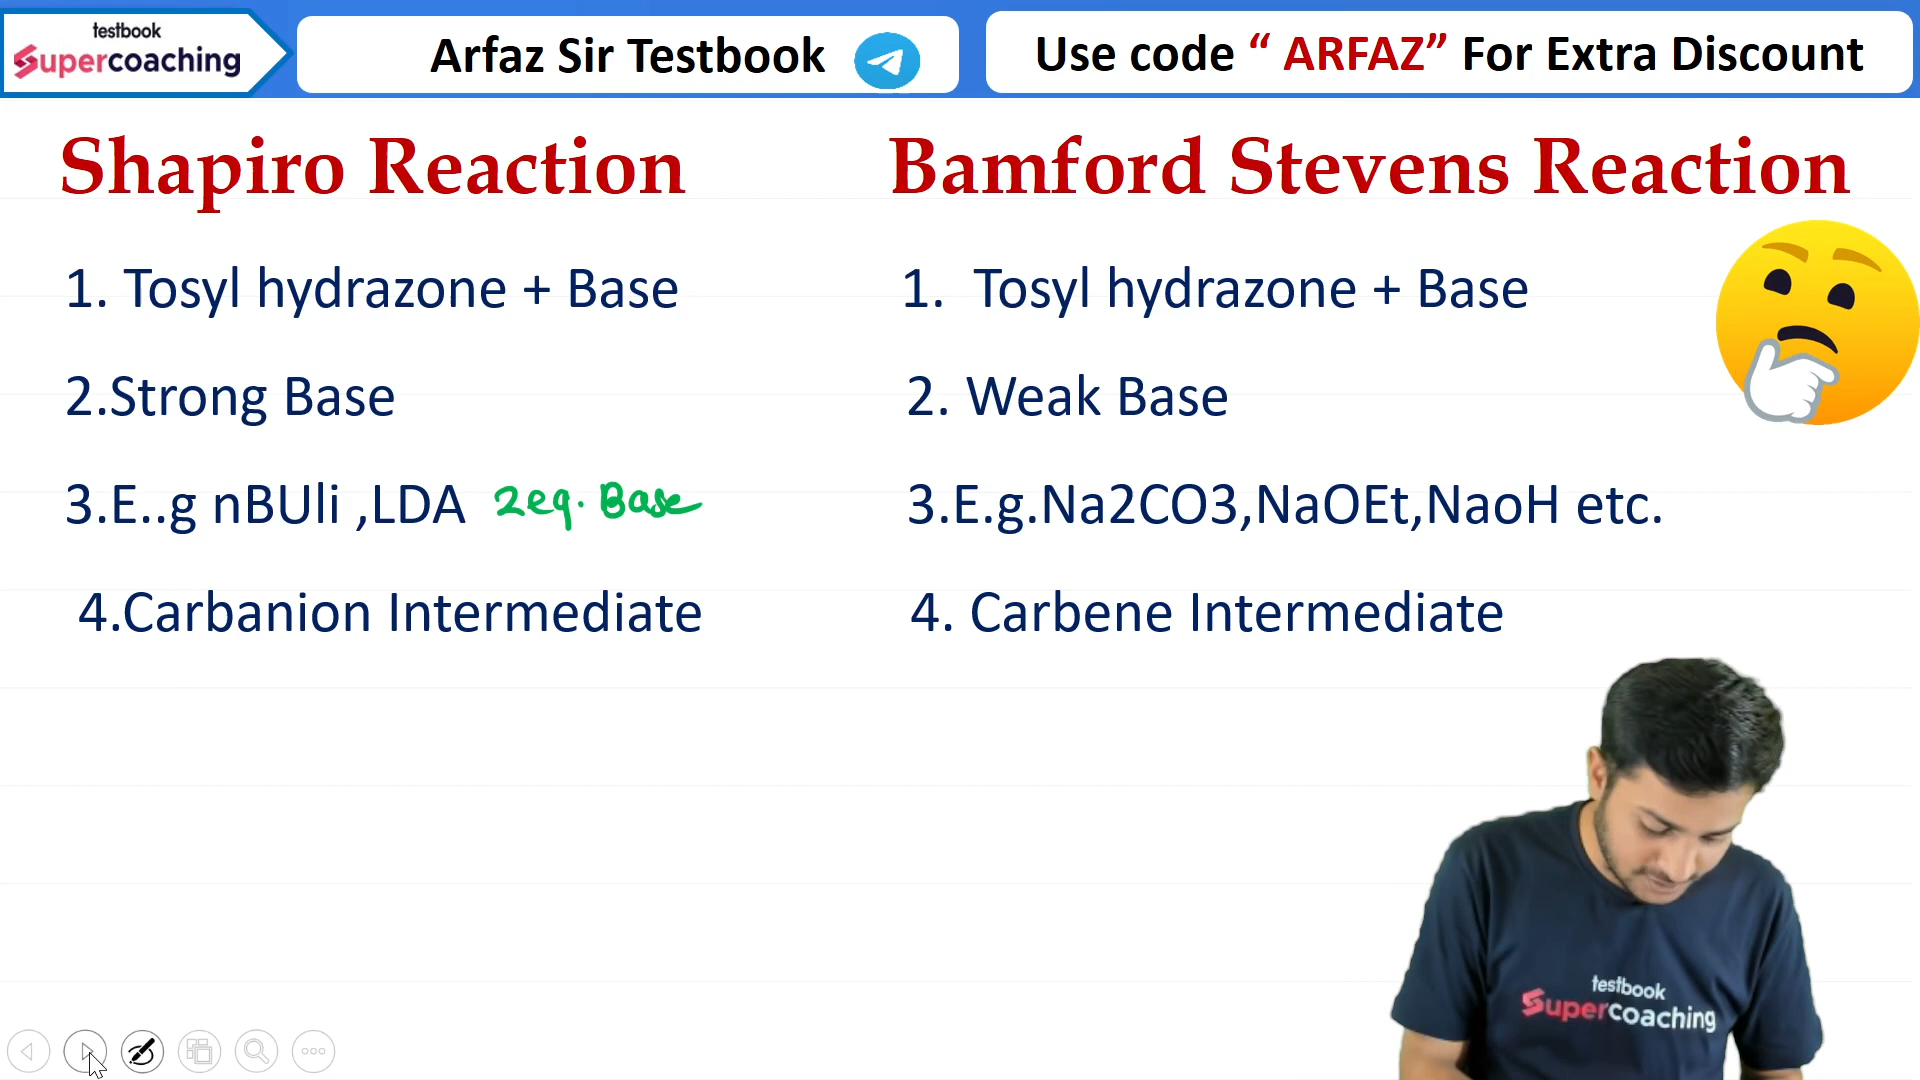 testbook
Supercoaching
Arfaz Sir Testbook
Use code “ ARFAZ” For Extra Discount
Shapiro Reaction
1. Tosyl hydrazone + Base
2.Strong Base
3.E..g nBUli ,LDA 2eq. Base
4.Carbanion Intermediate
Bamford Stevens Reaction
1. Tosyl hydrazone + Base
2. Weak Base
3.E.g.Na2CO3,NaOEt,NaoH etc.
4. Carbene Intermediate
testbook
Supercoaching